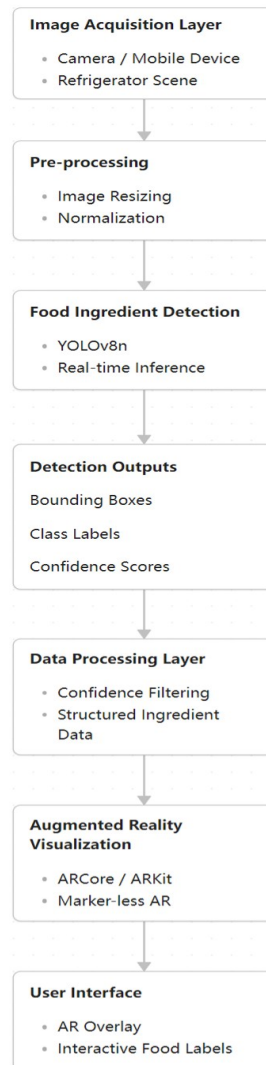 Image Acquisition Layer
Camera / Mobile Device
Refrigerator Scene
Pre-processing
Image Resizing
Normalization
Food Ingredient Detection
YOLOv8n
Real-time Inference
Detection Outputs
Bounding Boxes
Class Labels
Confidence Scores
Data Processing Layer
Confidence Filtering
Structured Ingredient
Data
Augmented Reality
Visualization
ARCore / ARKit
Marker-less AR
User Interface
AR Overlay
Interactive Food Labels